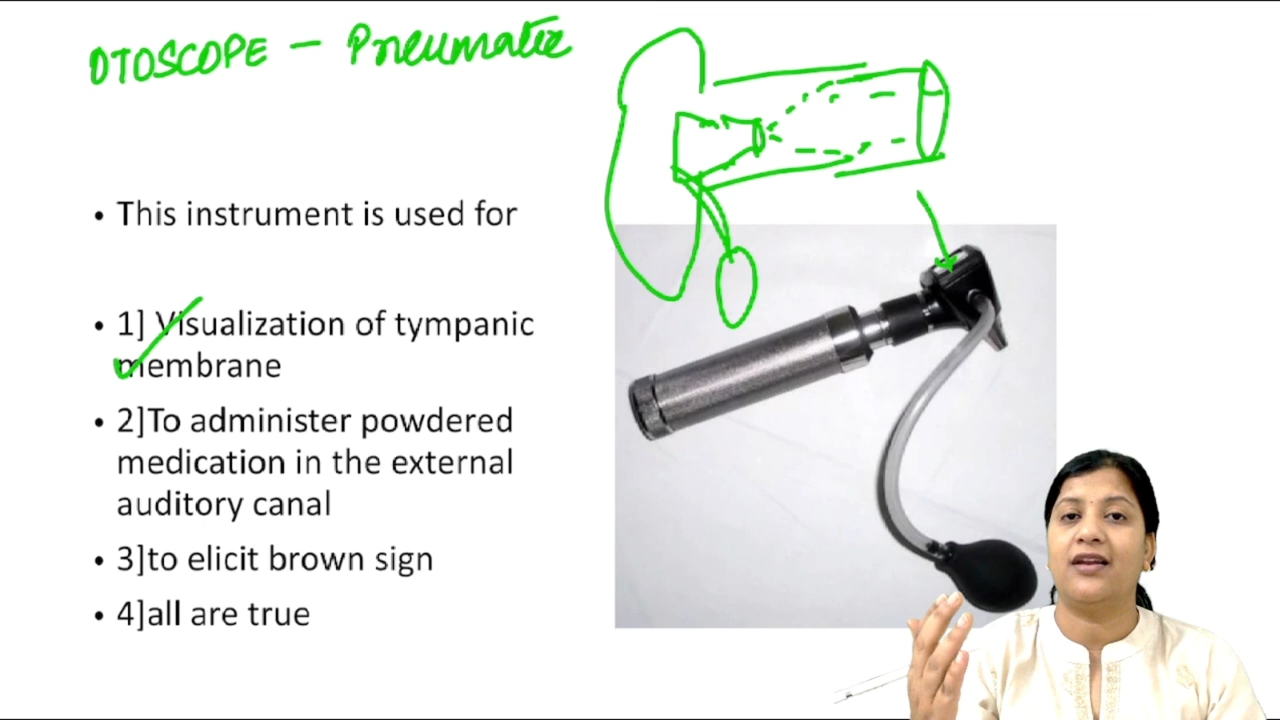 OTOSCOPE - Pneumatic
• This instrument is used for
• 1] Visualization of tympanic
membrane
• 2]To administer powdered
medication in the external
auditory canal
• 3]to elicit brown sign
• 4]all are true